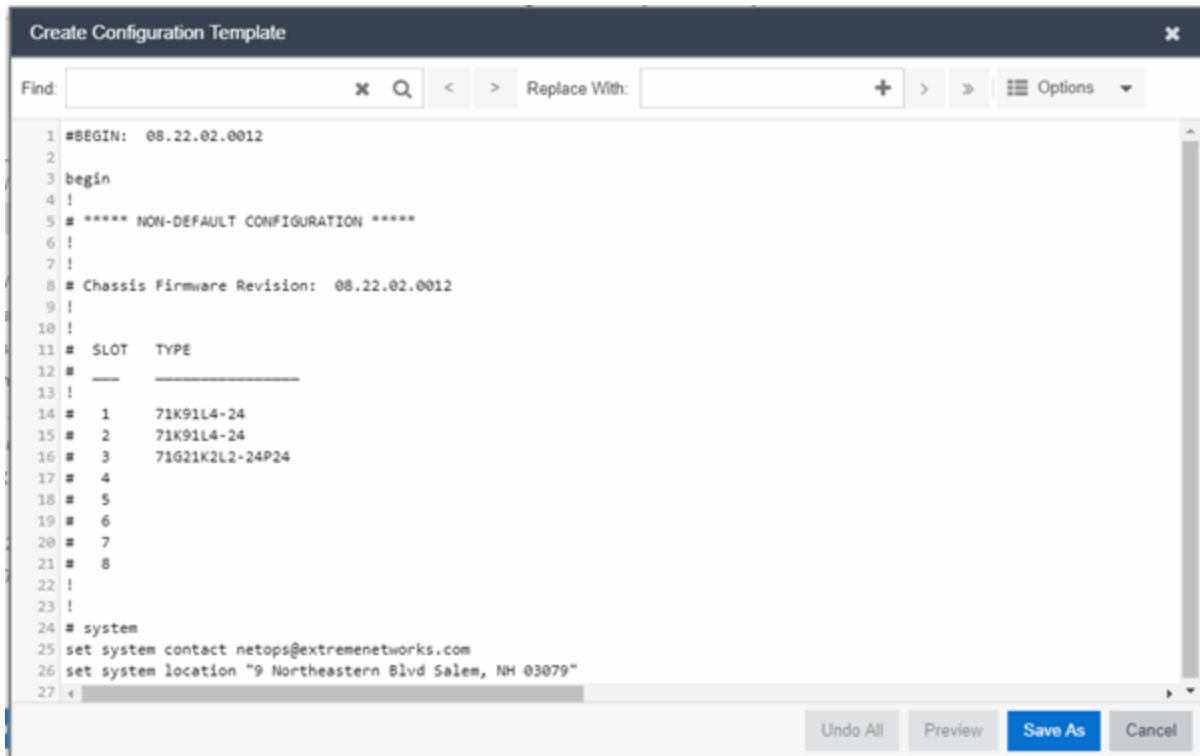 Create Configuration Template
Find: < > Replace With: Options
1 #BEGIN: 08.22.02.0012
2
3 begin
4 !
5 # ***** NON-DEFAULT CONFIGURATION *****
6 !
7 !
8 # Chassis Firmware Revision: 08.22.02.0012
9 !
10 !
11 # SLOT TYPE
12 # ___ ________________
13 !
14 # 1 71K91L4-24
15 # 2 71K91L4-24
16 # 3 71G21K2L2-24P24
17 # 4
18 # 5
19 # 6
20 # 7
21 # 8
22 !
23 !
24 # system
25 set system contact netops@extremenetworks.com
26 set system location "9 Northeastern Blvd Salem, NH 03079"
27
Undo All Preview Save As Cancel